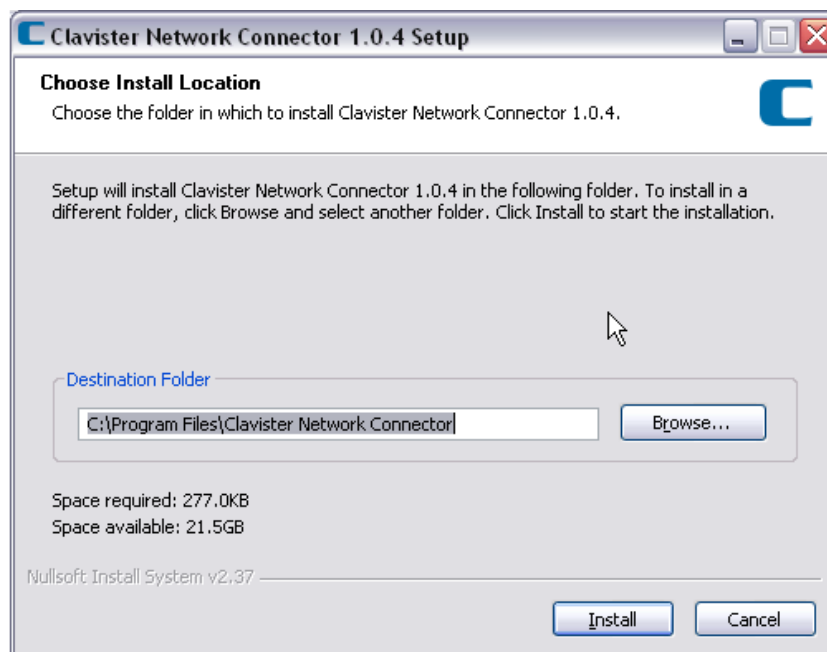 Clavister Network Connector 1.0.4 Setup
Choose Install Location
Choose the folder in which to install Clavister Network Connector 1.0.4.
Setup will install Clavister Network Connector 1.0.4 in the following folder. To install in a
different folder, click Browse and select another folder. Click Install to start the installation.
Destination Folder
C:\Program Files\Clavister Network Connector
Browse...
Space required: 277.0KB
Space available: 21.5GB
Nullsoft Install System v2.37
Install
Cancel